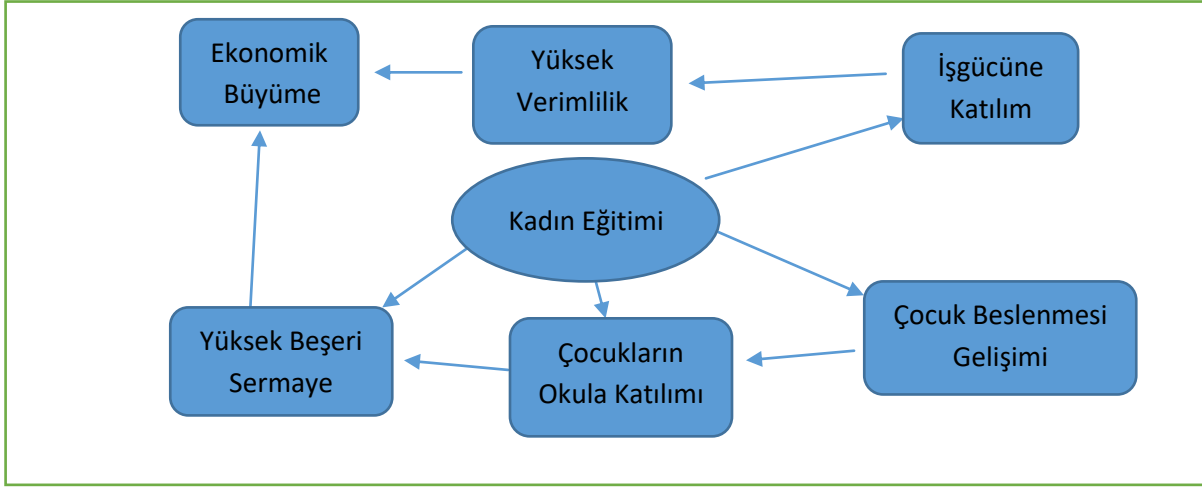 Ekonomik
Büyüme
Yüksek
Verimlilik
İşgücüne
Katılım
Kadın Eğitimi
Yüksek Beşeri
Sermaye
Çocukların
Okula Katılımı
Çocuk Beslenmesi
Gelişimi